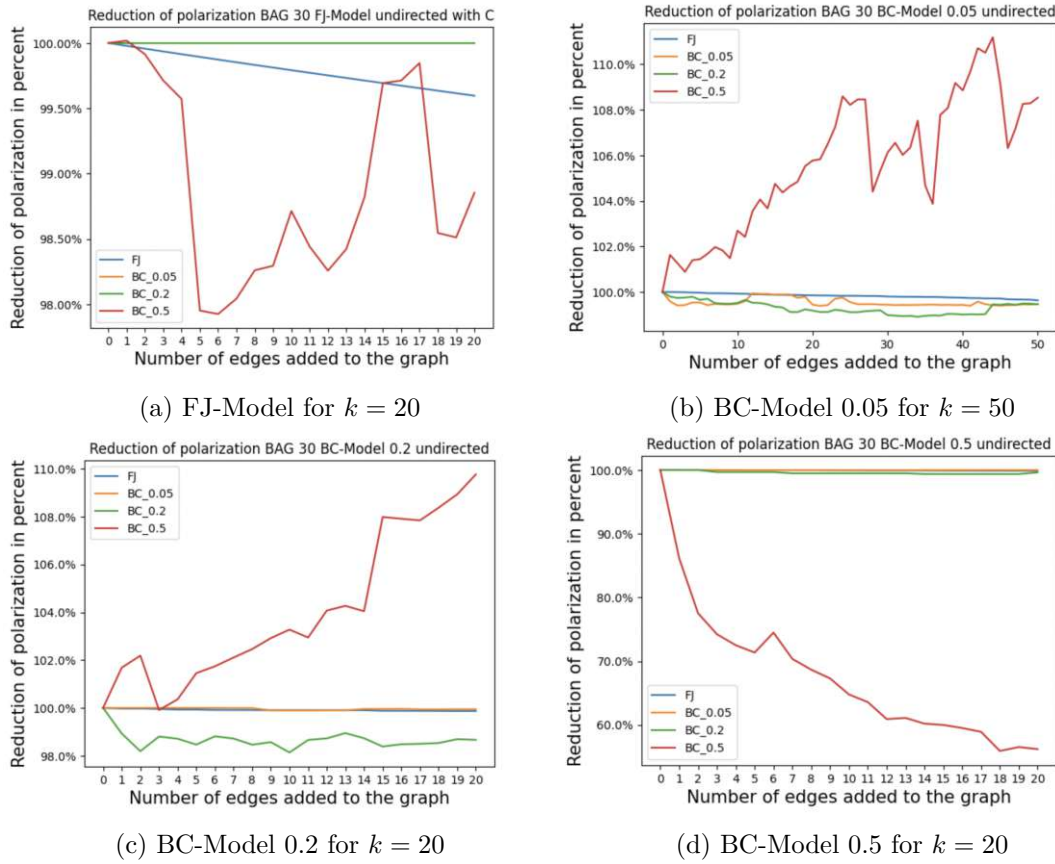 Reduction of polarization BAG 30 FJ-Model undirected with C
Reduction of polarization in percent
100.00%
99.50%
99.00%
98.50%
98.00%
FJ
BC_0.05
BC_0.2
BC_0.5
0 1 2 3 4 5 6 7 8 9 10 11 12 13 14 15 16 17 18 19 20
Number of edges added to the graph
(a) FJ-Model for k = 20
Reduction of polarization BAG 30 BC-Model 0.05 undirected
Reduction of polarization in percent
110.0%
108.0%
106.0%
104.0%
102.0%
100.0%
FJ
BC_0.05
BC_0.2
BC_0.5
0 10 20 30 40 50
Number of edges added to the graph
(b) BC-Model 0.05 for k = 50
Reduction of polarization BAG 30 BC-Model 0.2 undirected
Reduction of polarization in percent
110.0%
108.0%
106.0%
104.0%
102.0%
100.0%
98.0%
FJ
BC_0.05
BC_0.2
BC_0.5
0 1 2 3 4 5 6 7 8 9 10 11 12 13 14 15 16 17 18 19 20
Number of edges added to the graph
(c) BC-Model 0.2 for k = 20
Reduction of polarization BAG 30 BC-Model 0.5 undirected
Reduction of polarization in percent
100.0%
90.0%
80.0%
70.0%
60.0%
FJ
BC_0.05
BC_0.2
BC_0.5
0 1 2 3 4 5 6 7 8 9 10 11 12 13 14 15 16 17 18 19 20
Number of edges added to the graph
(d) BC-Model 0.5 for k = 20